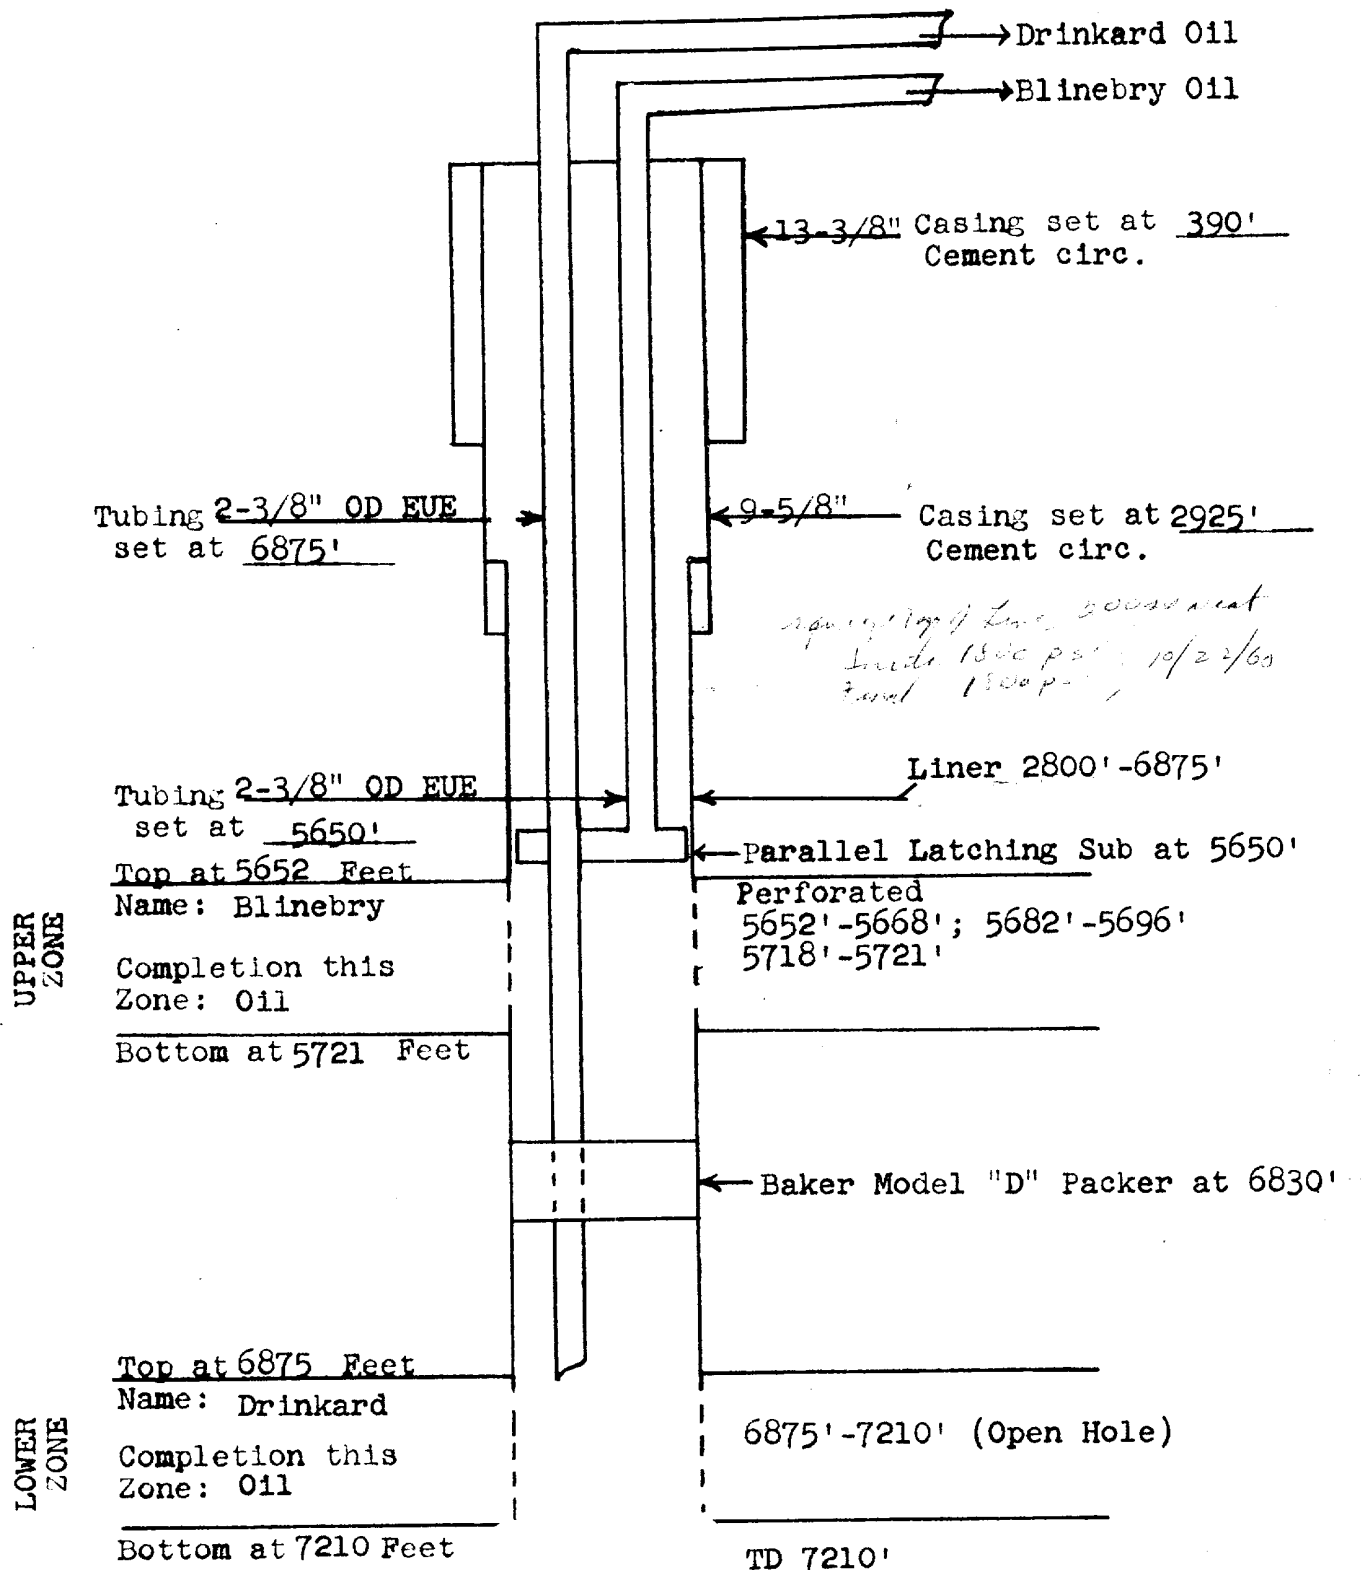 Drinkard Oil
Blinebry Oil
13-3/8" Casing set at 390'
Cement circ.
Tubing 2-3/8" OD EUE
set at 6875'
9-5/8" Casing set at 2925'
Cement circ.
10/22/60
Liner 2800'-6875'
Tubing 2-3/8" OD EUE
set at 5650'
Parallel Latching Sub at 5650'
Top at 5652 Feet
UPPER
ZONE
Name: Blinebry
Completion this
Zone: Oil
Bottom at 5721 Feet
Perforated
5652'-5668'; 5682'-5696'
5718'-5721'
Baker Model "D" Packer at 6830'
Top at 6875 Feet
LOWER
ZONE
Name: Drinkard
Completion this
Zone: Oil
Bottom at 7210 Feet
6875'-7210' (Open Hole)
TD 7210'